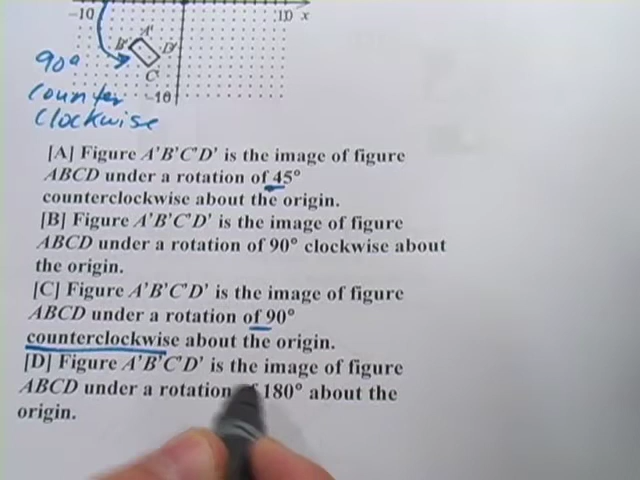 -10 10 x
A'
B' D'
C
90°
counter -10
clockwise
[A] Figure A'B'C'D' is the image of figure
ABCD under a rotation of 45°
counterclockwise about the origin.
[B] Figure A'B'C'D' is the image of figure
ABCD under a rotation of 90° clockwise about
the origin.
[C] Figure A'B'C'D' is the image of figure
ABCD under a rotation of 90°
counterclockwise about the origin.
[D] Figure A'B'C'D' is the image of figure
ABCD under a rotation of 180° about the
origin.